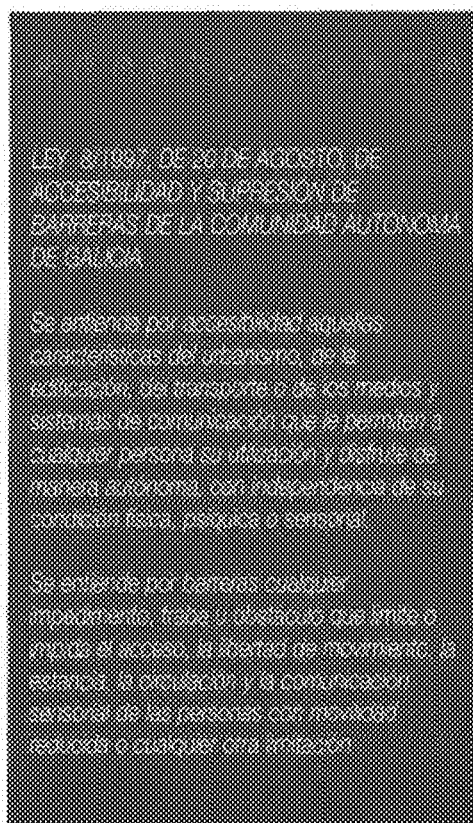 LEY 8/1997, DE 20 DE AGOSTO, DE
ACCESIBILIDAD Y SUPRESIÓN DE
BARRERAS DE LA COMUNIDAD AUTÓNOMA
DE GALICIA
Se entiende por accesibilidad aquellas
características del urbanismo, de la
edificación, del transporte o de los medios y
sistemas de comunicación que le permiten a
cualquier persona su utilización y disfrute de
manera autónoma, con independencia de su
condición física, psíquica o sensorial.
Se entiende por barreras cualquier
impedimento, traba u obstáculo que limite o
impida el acceso, la libertad de movimiento, la
estancia, la circulación y la comunicación
sensorial de las personas con movilidad
reducida o cualquier otra limitación.